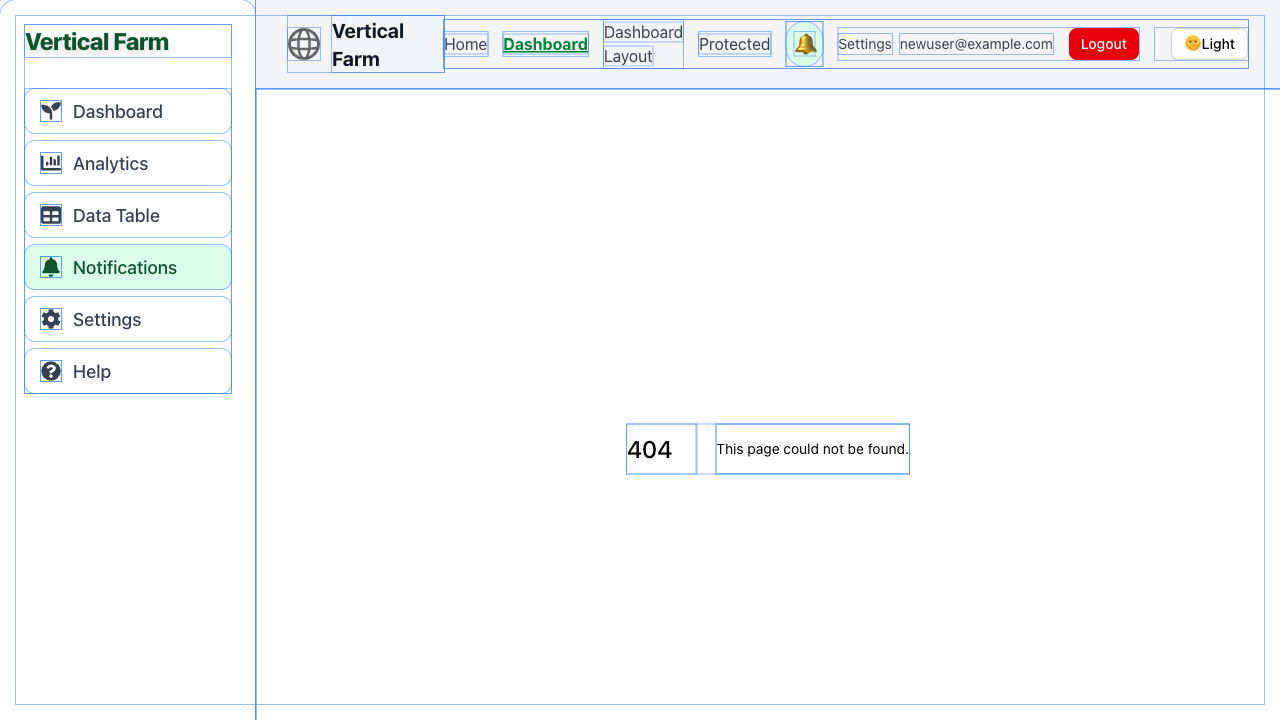 Vertical Farm
Dashboard
Analytics
Data Table
Notifications
Settings
Help
Vertical
Farm
Home
Dashboard
Dashboard
Layout
Protected
Settings
newuser@example.com
Logout
Light
404
This page could not be found.